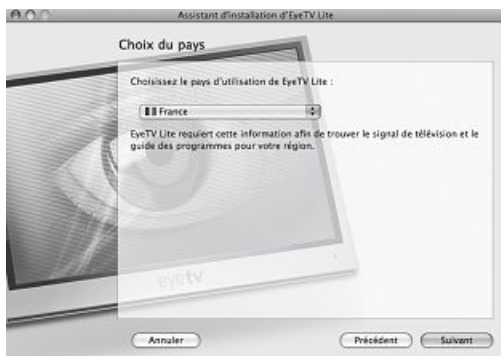 Assistant d'installation d'EyeTV Lite
Choix du pays
Choisissez le pays d'utilisation de EyeTV Lite :
France
EyeTV Lite requiert cette information afin de trouver le signal de télévision et le
guide des programmes pour votre région.
eyetv
Annuler
Précédent
Suivant